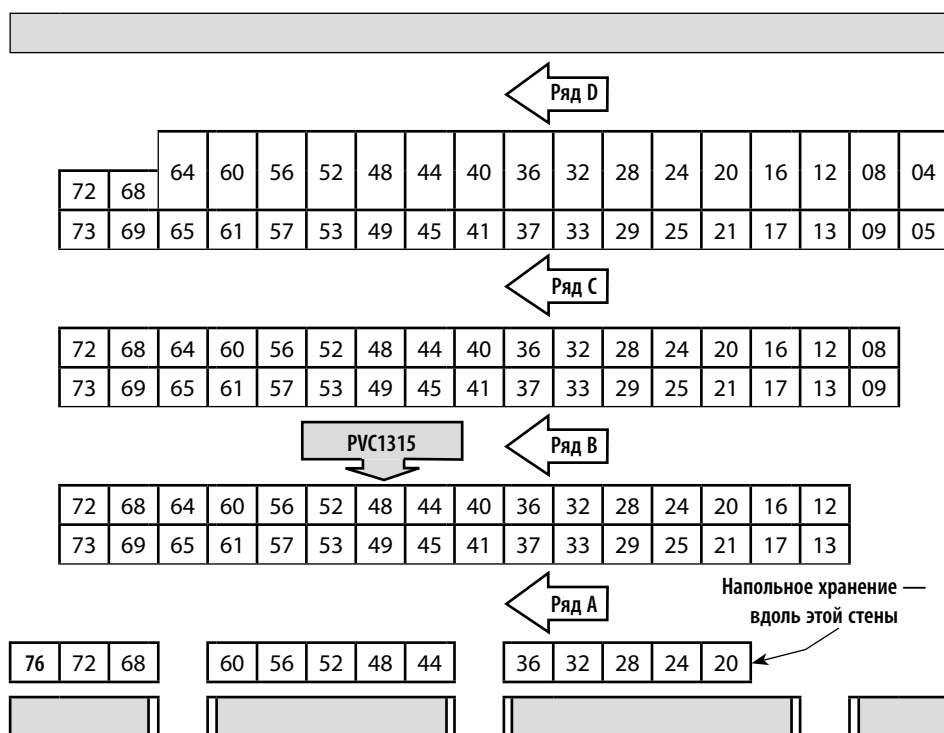 Ряд D
64 60 56 52 48 44 40 36 32 28 24 20 16 12 08 04
72 68
73 69 65 61 57 53 49 45 41 37 33 29 25 21 17 13 09 05
Ряд C
72 68 64 60 56 52 48 44 40 36 32 28 24 20 16 12 08
73 69 65 61 57 53 49 45 41 37 33 29 25 21 17 13 09
PVC1315
Ряд B
72 68 64 60 56 52 48 44 40 36 32 28 24 20 16 12
73 69 65 61 57 53 49 45 41 37 33 29 25 21 17 13
Ряд A
Напольное хранение —
вдоль этой стены
76 72 68 60 56 52 48 44 36 32 28 24 20